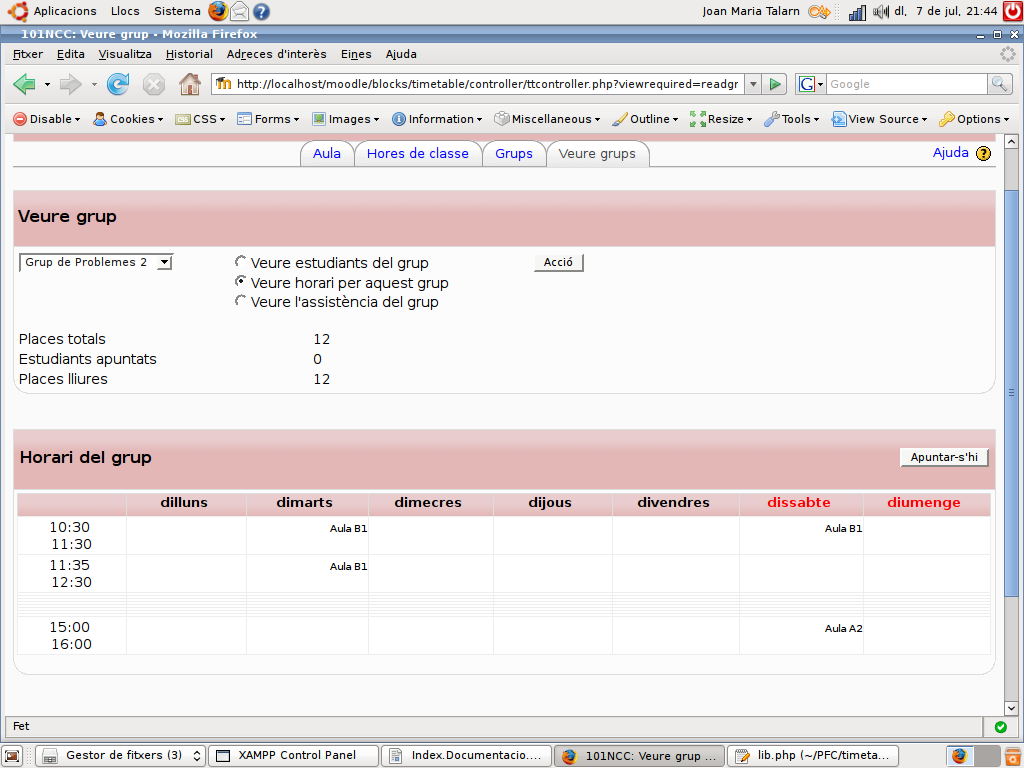 Aplicacions Llocs Sistema Joan Maria Talarn dl, 7 de jul, 21:44
101NCC: Veure grup - Mozilla Firefox
Fitxer Edita Visualitza Historial Adreces d'interès Eines Ajuda
http://localhost/moodle/blocks/timetable/controller/ttcontroller.php?viewrequired=readgr Google
Disable Cookies CSS Forms Images Information Miscellaneous Outline Resize Tools View Source Options
Aula Hores de classe Grups Veure grups Ajuda
Veure grup
Grup de Problemes 2 Veure estudiants del grup Acció
Veure horari per aquest grup
Veure l'assistència del grup
Places totals 12
Estudiants apuntats 0
Places lliures 12
Horari del grup Apuntar-s'hi
dilluns dimarts dimecres dijous divendres dissabte diumenge
10:30 Aula B1 Aula B1
11:30
11:35 Aula B1
12:30
15:00 Aula A2
16:00
Fet
Gestor de fitxers (3) XAMPP Control Panel Index.Documentacio.... 101NCC: Veure grup ... lib.php (~/PFC/timeta...